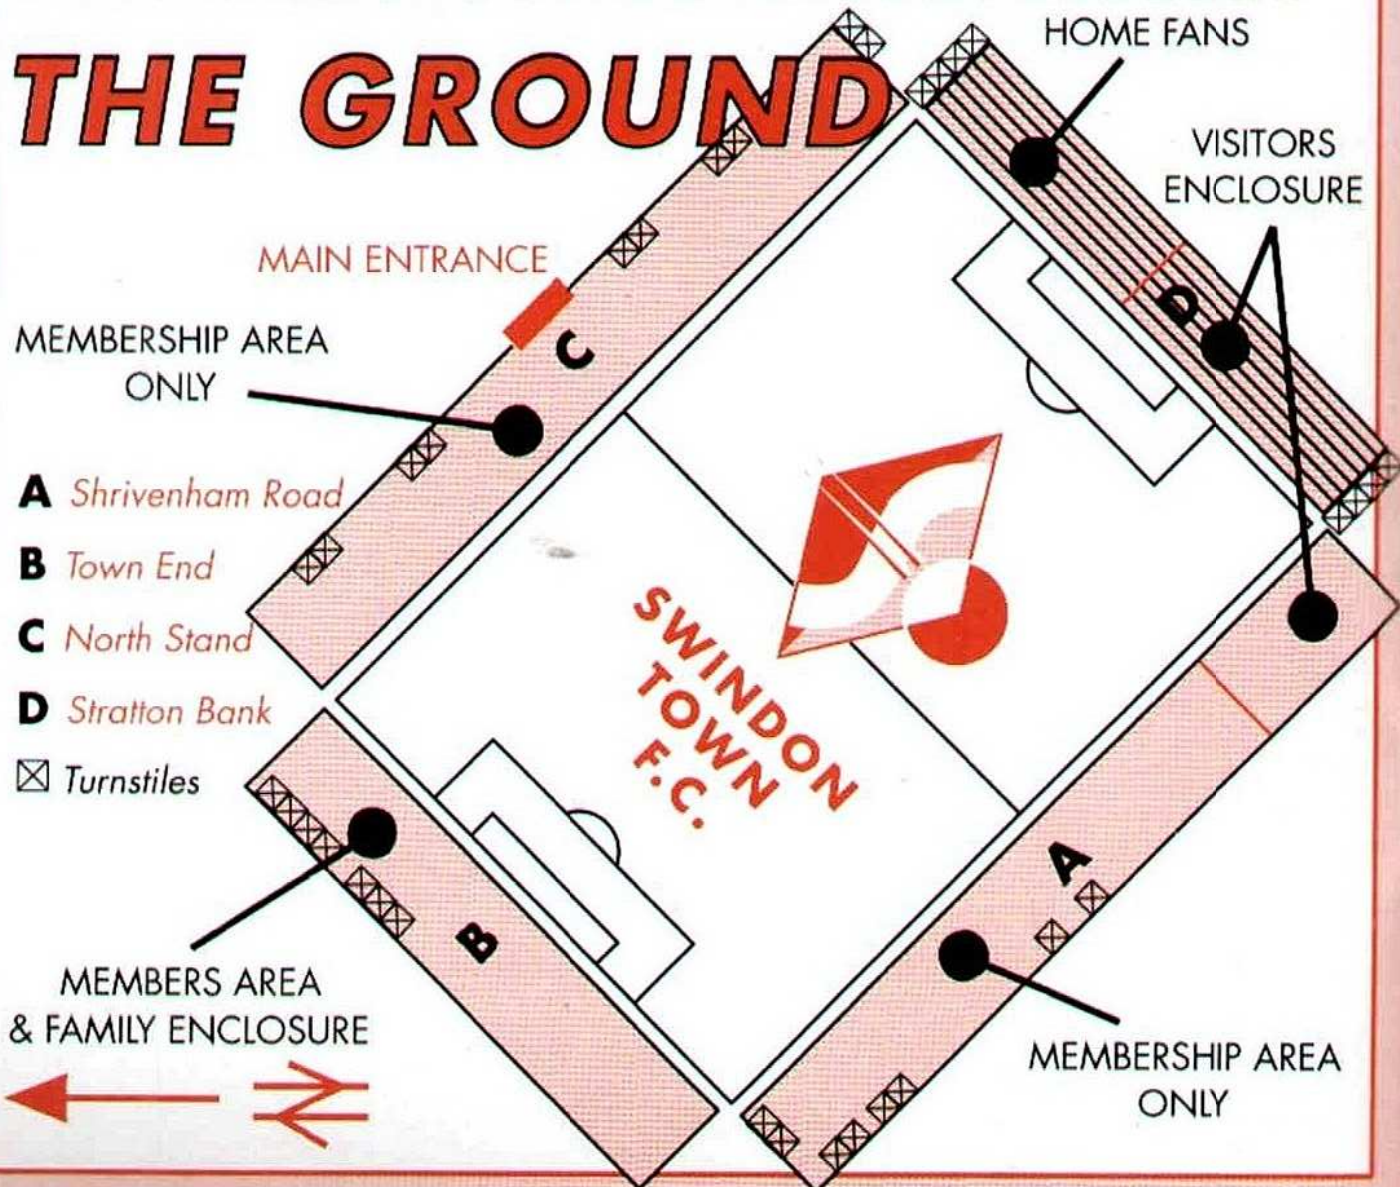 THE GROUND
HOME FANS
VISITORS
ENCLOSURE
MAIN ENTRANCE
MEMBERSHIP AREA
ONLY
C
D
A Shrivenham Road
B Town End
C North Stand
D Stratton Bank
Turnstiles
SWINDON
TOWN
F.C.
A
B
MEMBERS AREA
& FAMILY ENCLOSURE
MEMBERSHIP AREA
ONLY